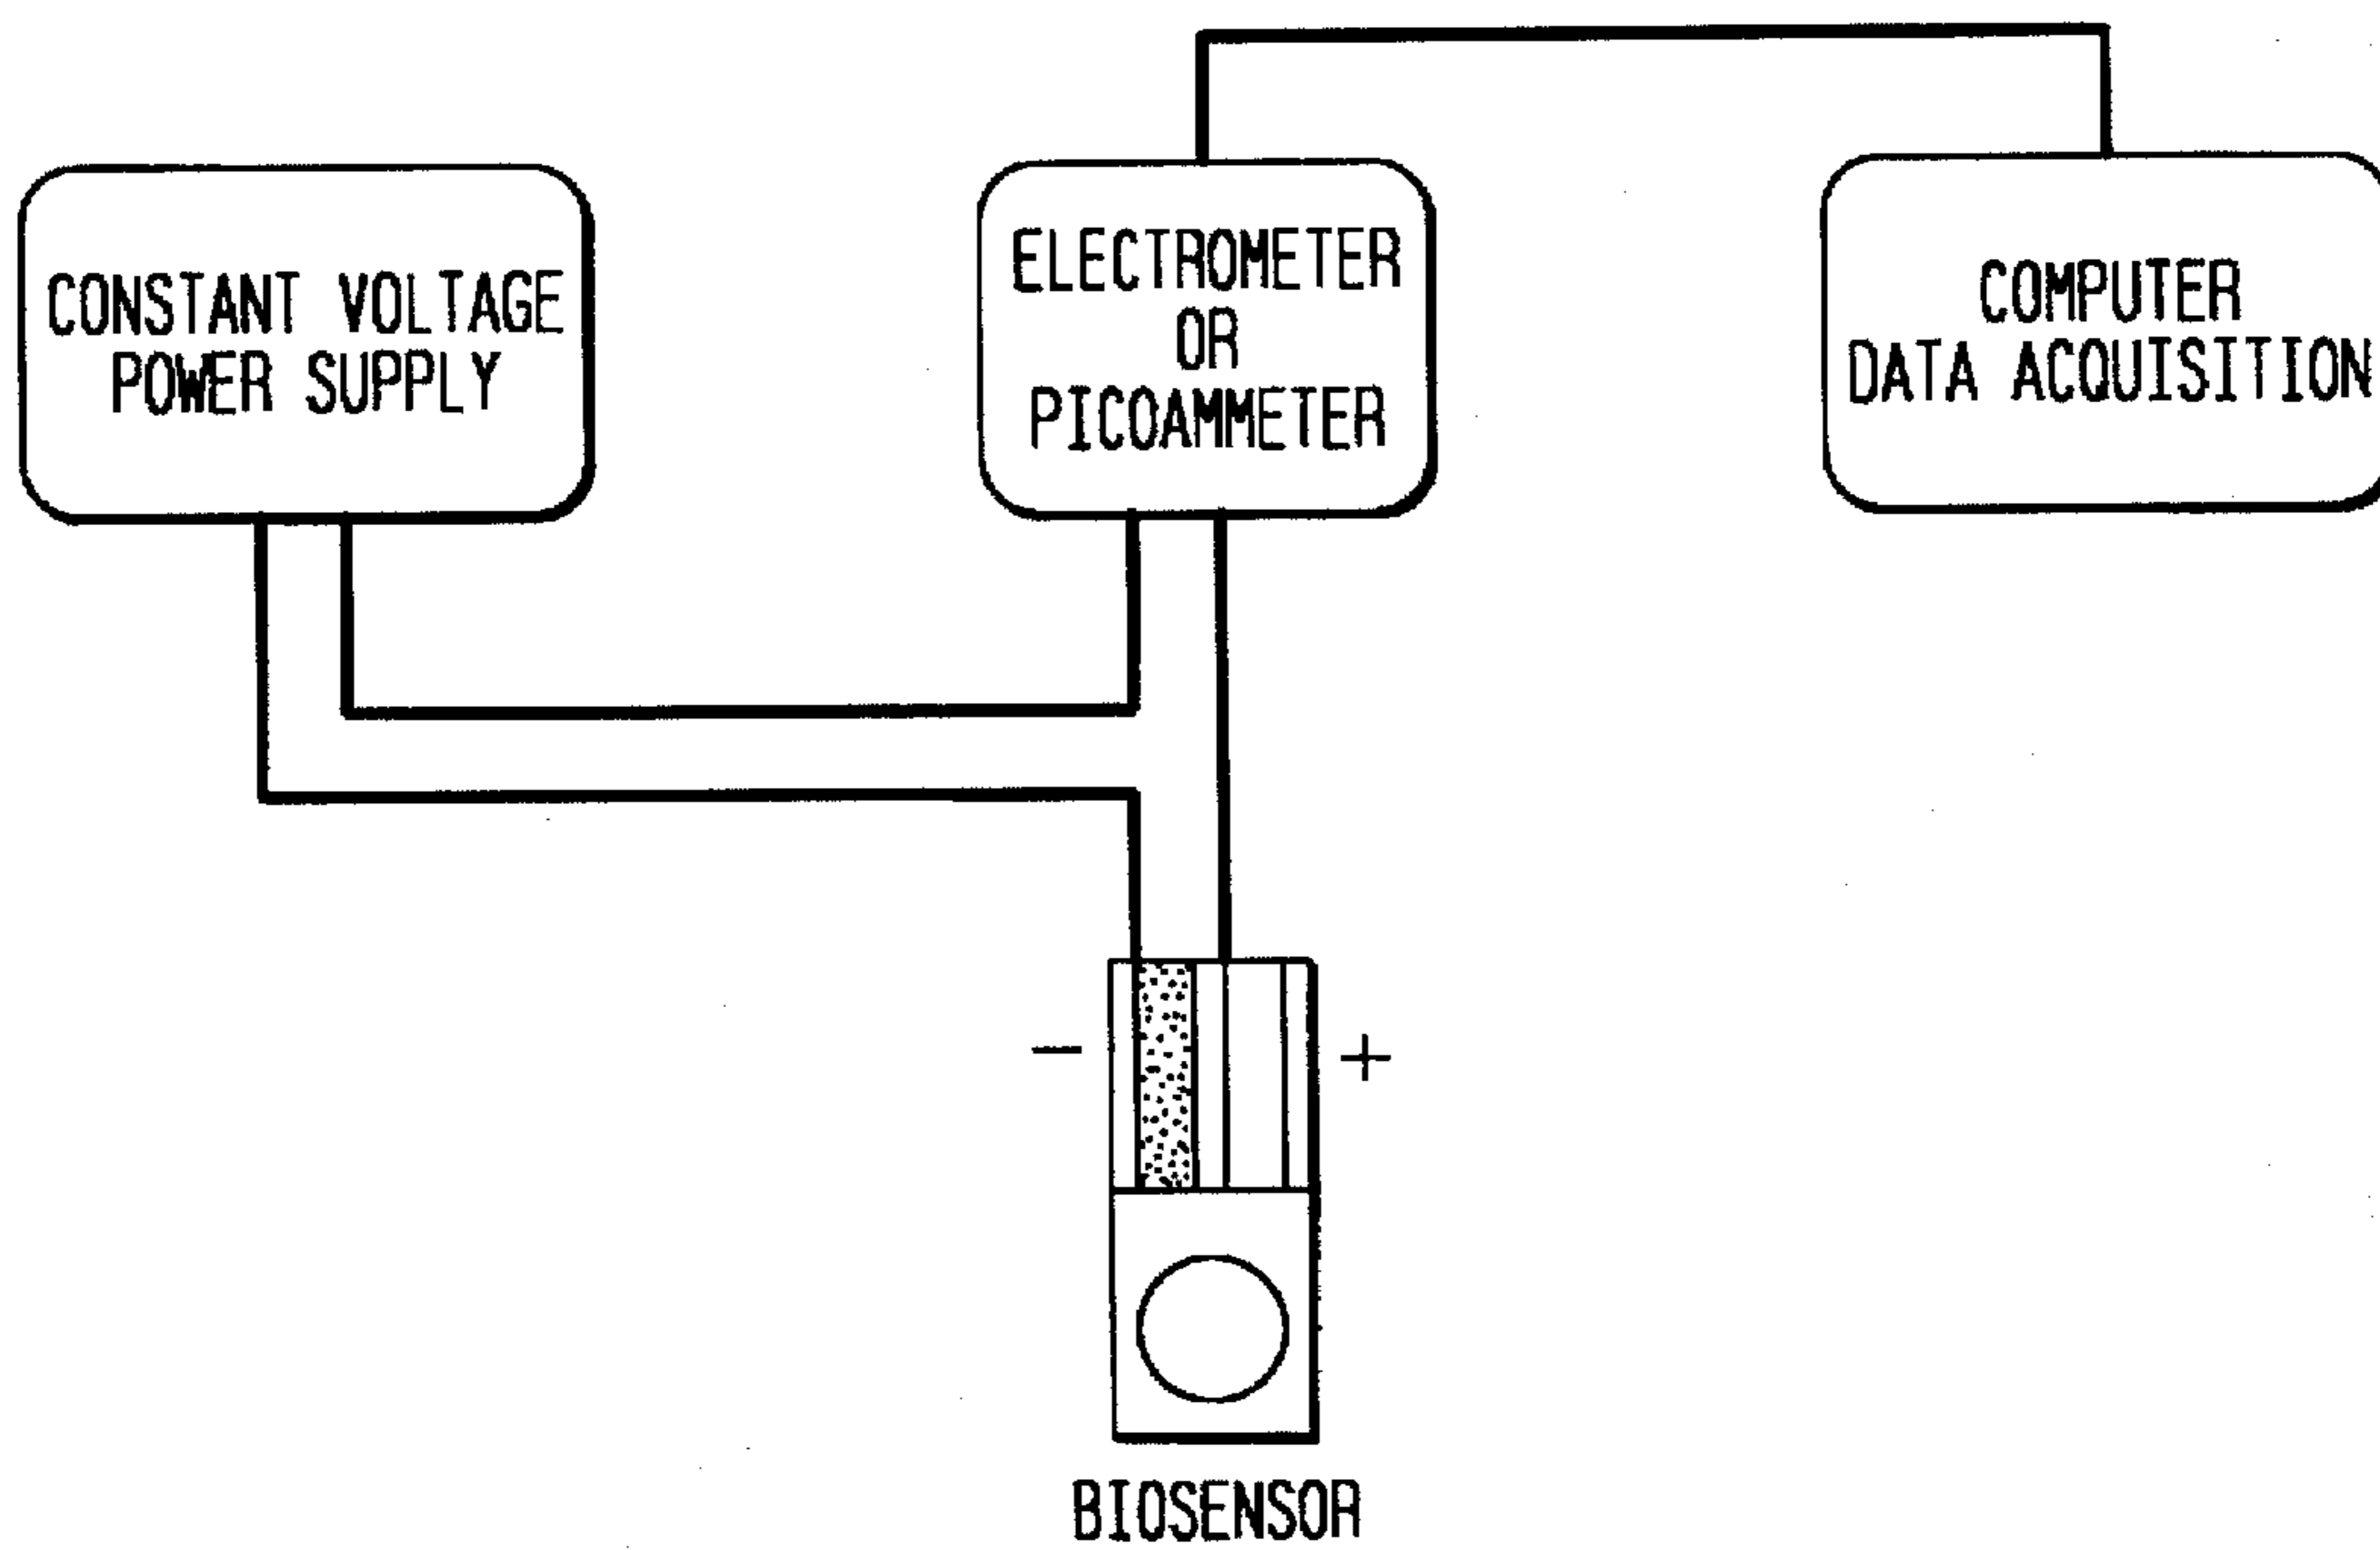 CONSTANT VOLTAGE
POWER SUPPLY
ELECTROMETER
OR
PICOAMMETER
COMPUTER
DATA ACQUISITION
-
+
BIOSENSOR